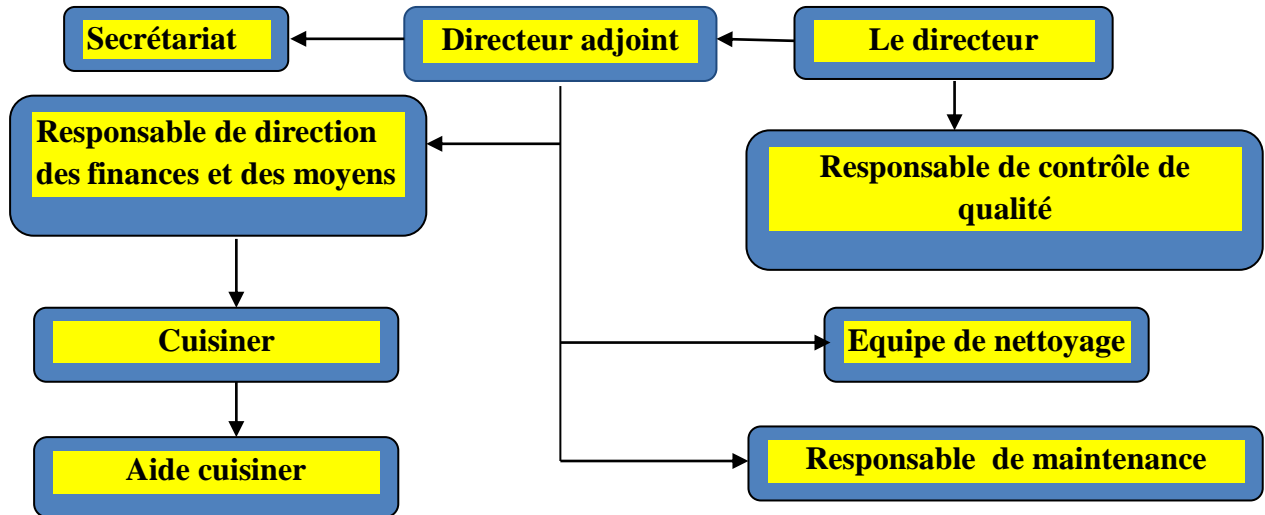 Secrétariat
Directeur adjoint
Le directeur
Responsable de direction
des finances et des moyens
Responsable de contrôle de
qualité
Cuisiner
Equipe de nettoyage
Aide cuisiner
Responsable de maintenance